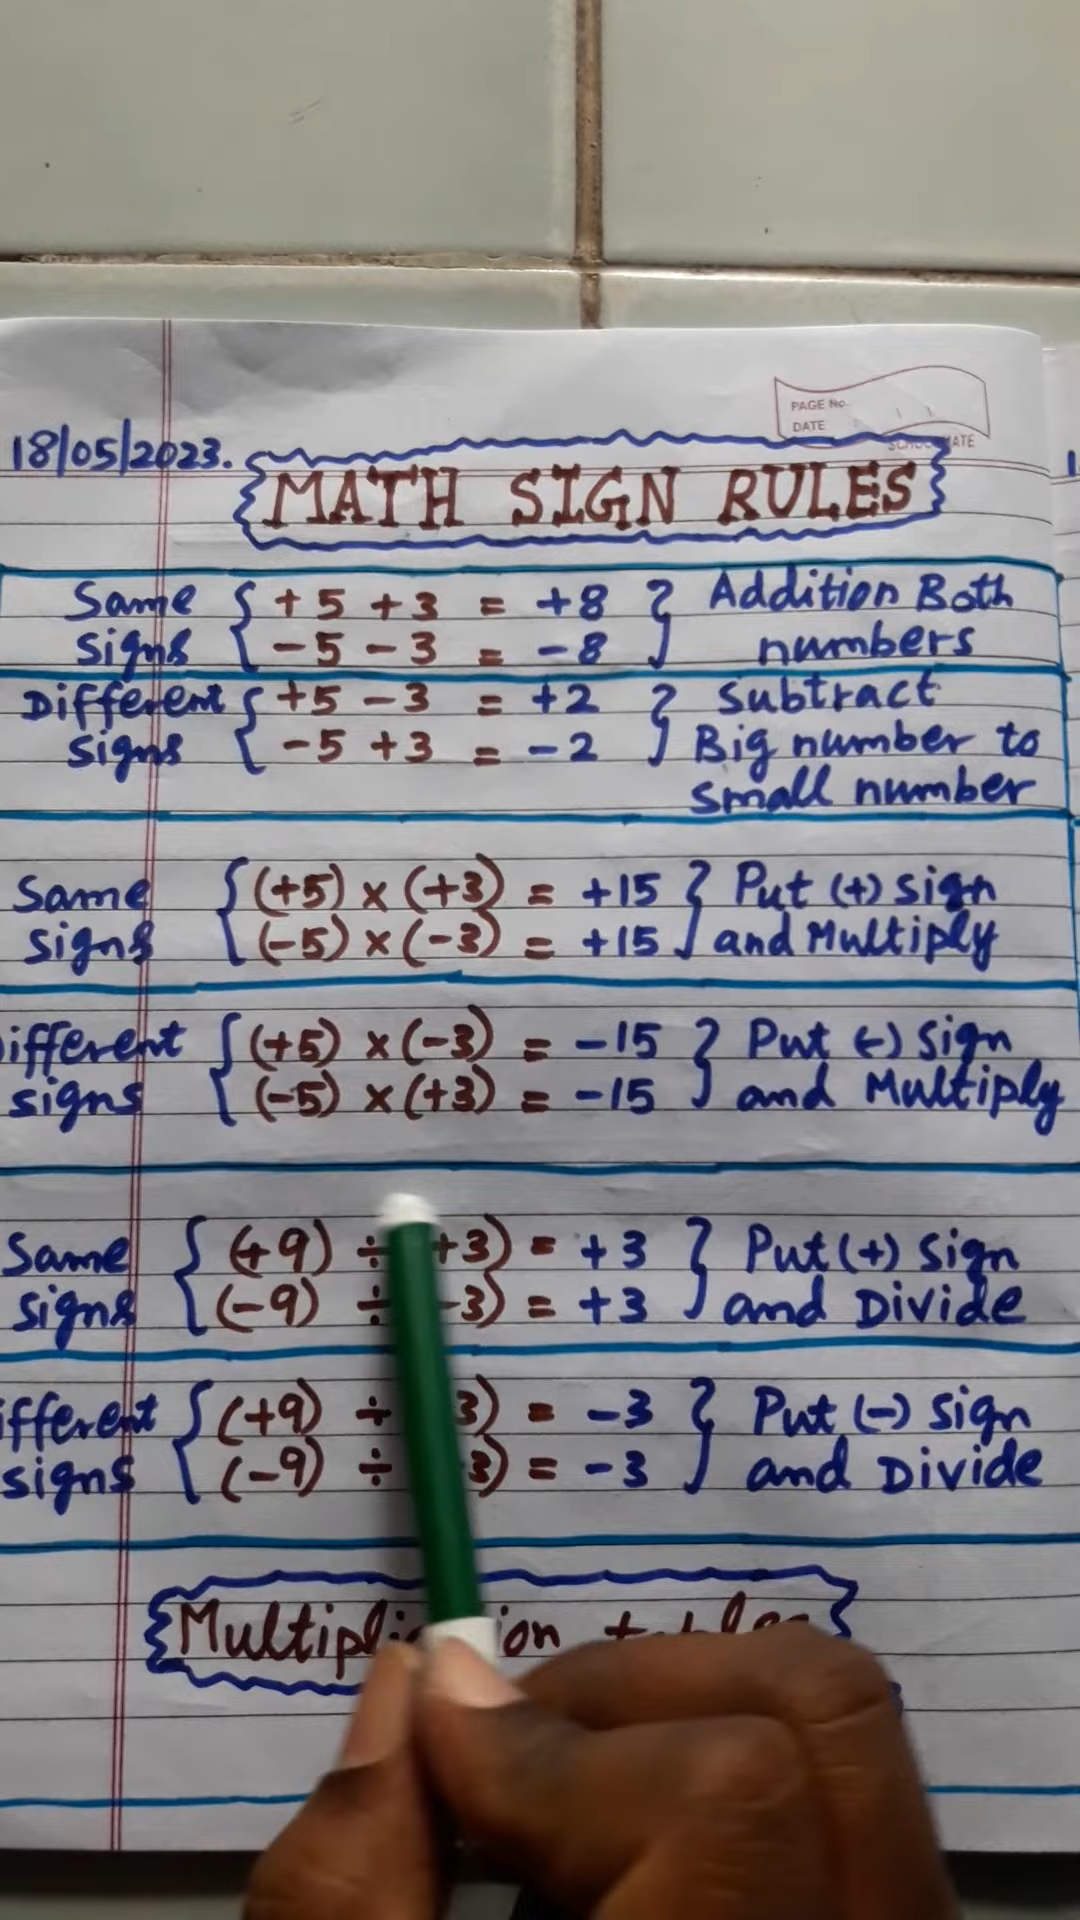 PAGE No.
DATE
18/05/2023.
MATH SIGN RULES
Same signs { +5 +3 = +8 } Addition Both
-5 -3 = -8 numbers
Different signs { +5 -3 = +2 } Subtract
-5 +3 = -2 Big number to
small number
Same signs { (+5) × (+3) = +15 } Put (+) sign
(-5) × (-3) = +15 and Multiply
ifferent signs { (+5) × (-3) = -15 } Put (-) sign
(-5) × (+3) = -15 and Multiply
Same signs { (+9) ÷ +3) = +3 } Put (+) sign
(-9) ÷ -3) = +3 and Divide
ifferent signs { (+9) ÷ 3) = -3 } Put (-) sign
(-9) ÷ 3) = -3 and Divide